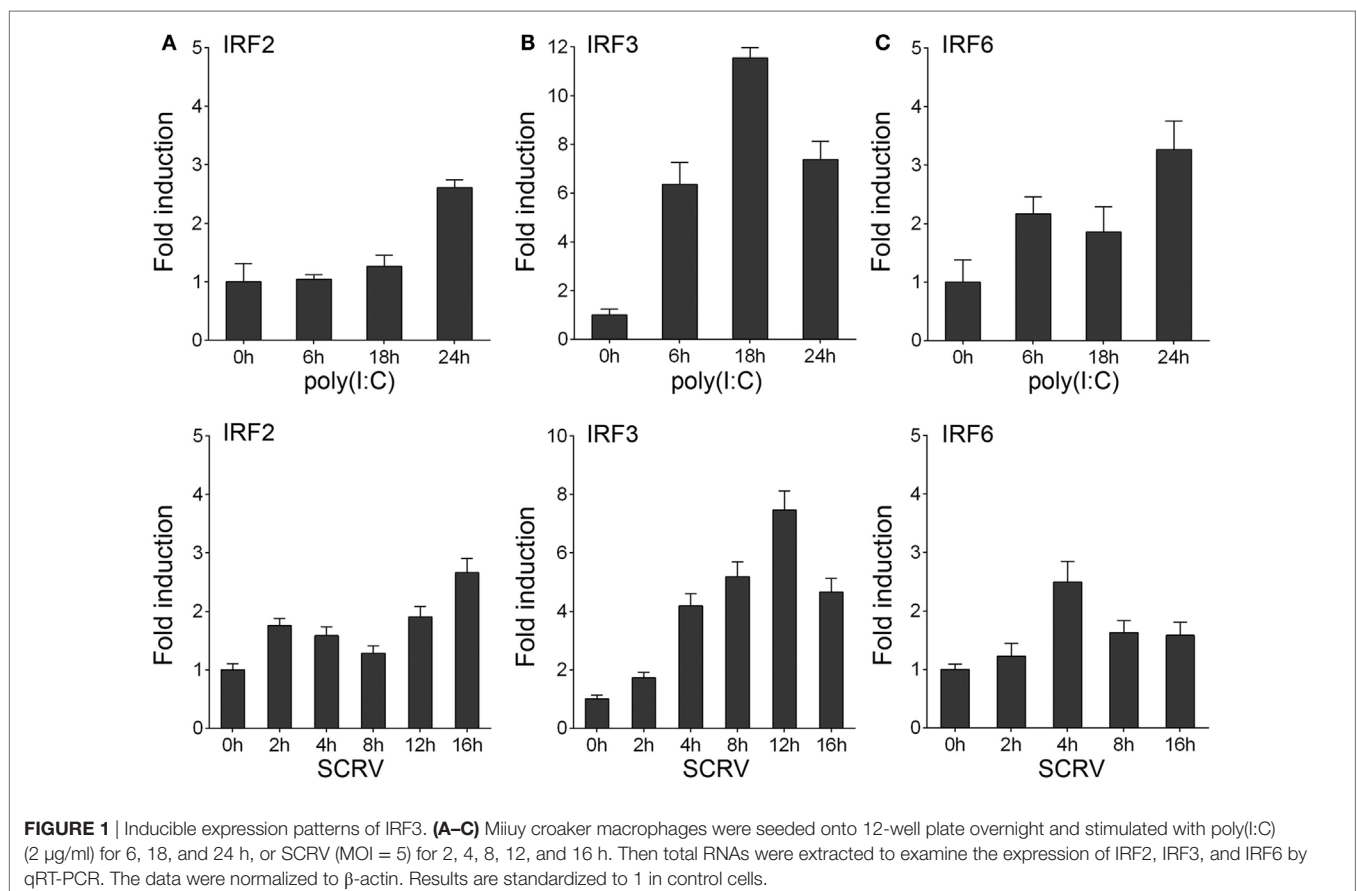 A IRF2
5
4
3
2
1
0
Fold induction
0h 6h 18h 24h
poly(I:C)
B IRF3
12
10
8
6
4
2
0
Fold induction
0h 6h 18h 24h
poly(I:C)
C IRF6
5
4
3
2
1
0
Fold induction
0h 6h 18h 24h
poly(I:C)
IRF2
5
4
3
2
1
0
Fold induction
0h 2h 4h 8h 12h 16h
SCRV
IRF3
10
8
6
4
2
0
Fold induction
0h 2h 4h 8h 12h 16h
SCRV
IRF6
5
4
3
2
1
0
Fold induction
0h 2h 4h 8h 16h
SCRV
FIGURE 1 | Inducible expression patterns of IRF3. (A–C) Miiuy croaker macrophages were seeded onto 12-well plate overnight and stimulated with poly(I:C)
(2 μg/ml) for 6, 18, and 24 h, or SCRV (MOI = 5) for 2, 4, 8, 12, and 16 h. Then total RNAs were extracted to examine the expression of IRF2, IRF3, and IRF6 by
qRT-PCR. The data were normalized to β-actin. Results are standardized to 1 in control cells.